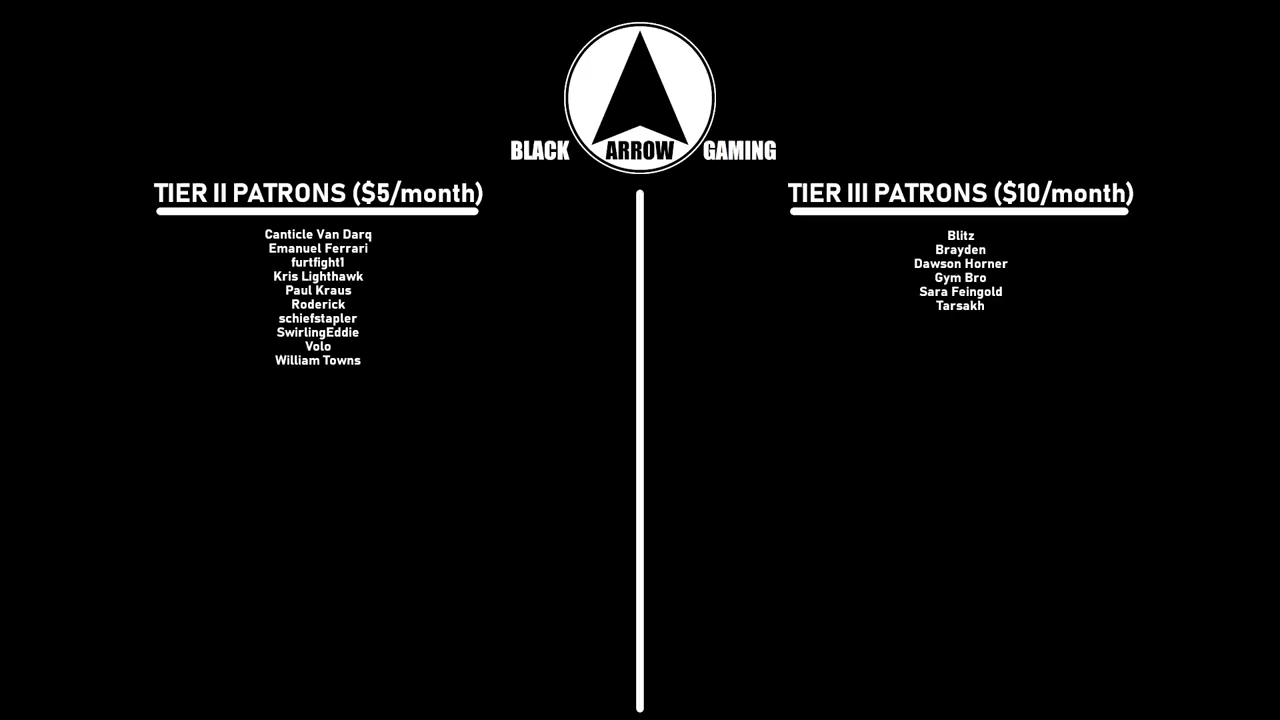 BLACK ARROW GAMING
TIER II PATRONS ($5/month)
Canticle Van Darq
Emanuel Ferrari
furtfight1
Kris Lighthawk
Paul Kraus
Roderick
schiefstapler
SwirlingEddie
Volo
William Towns
TIER III PATRONS ($10/month)
Blitz
Brayden
Dawson Horner
Gym Bro
Sara Feingold
Tarsakh